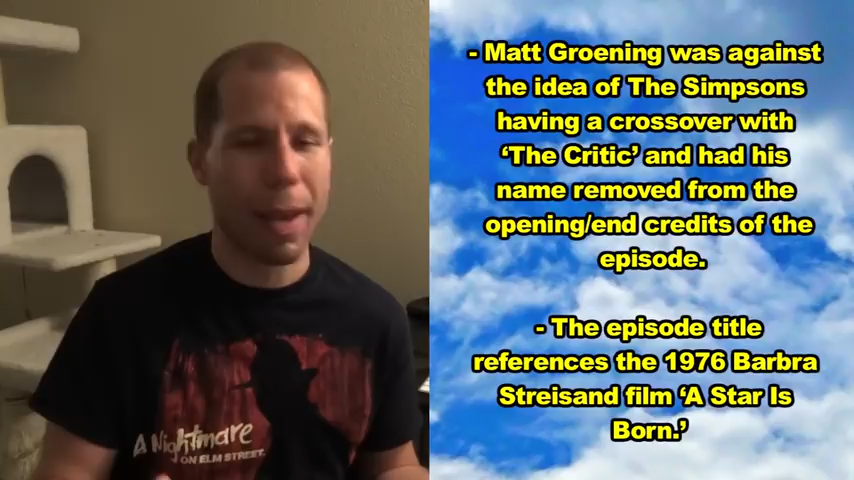 - Matt Groening was against
the idea of The Simpsons
having a crossover with
‘The Critic’ and had his
name removed from the
opening/end credits of the
episode.
- The episode title
references the 1976 Barbra
Streisand film ‘A Star Is
Born.’
A Nightmare
ON ELM STREET.